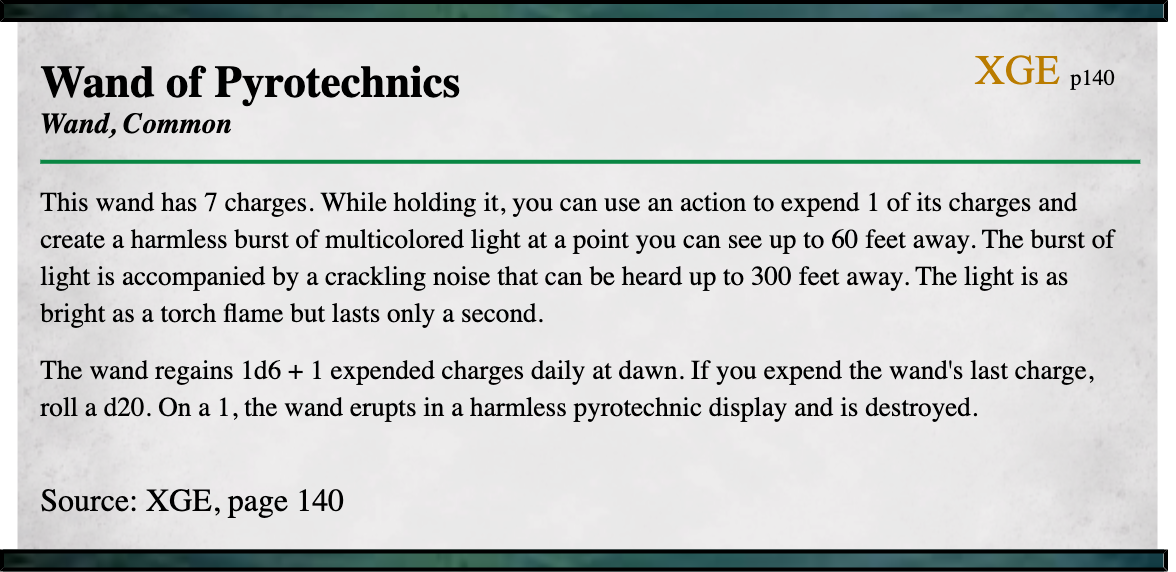 Wand of Pyrotechnics
XGE p140
Wand, Common
This wand has 7 charges. While holding it, you can use an action to expend 1 of its charges and
create a harmless burst of multicolored light at a point you can see up to 60 feet away. The burst of
light is accompanied by a crackling noise that can be heard up to 300 feet away. The light is as
bright as a torch flame but lasts only a second.
The wand regains 1d6 + 1 expended charges daily at dawn. If you expend the wand's last charge,
roll a d20. On a 1, the wand erupts in a harmless pyrotechnic display and is destroyed.
Source: XGE, page 140